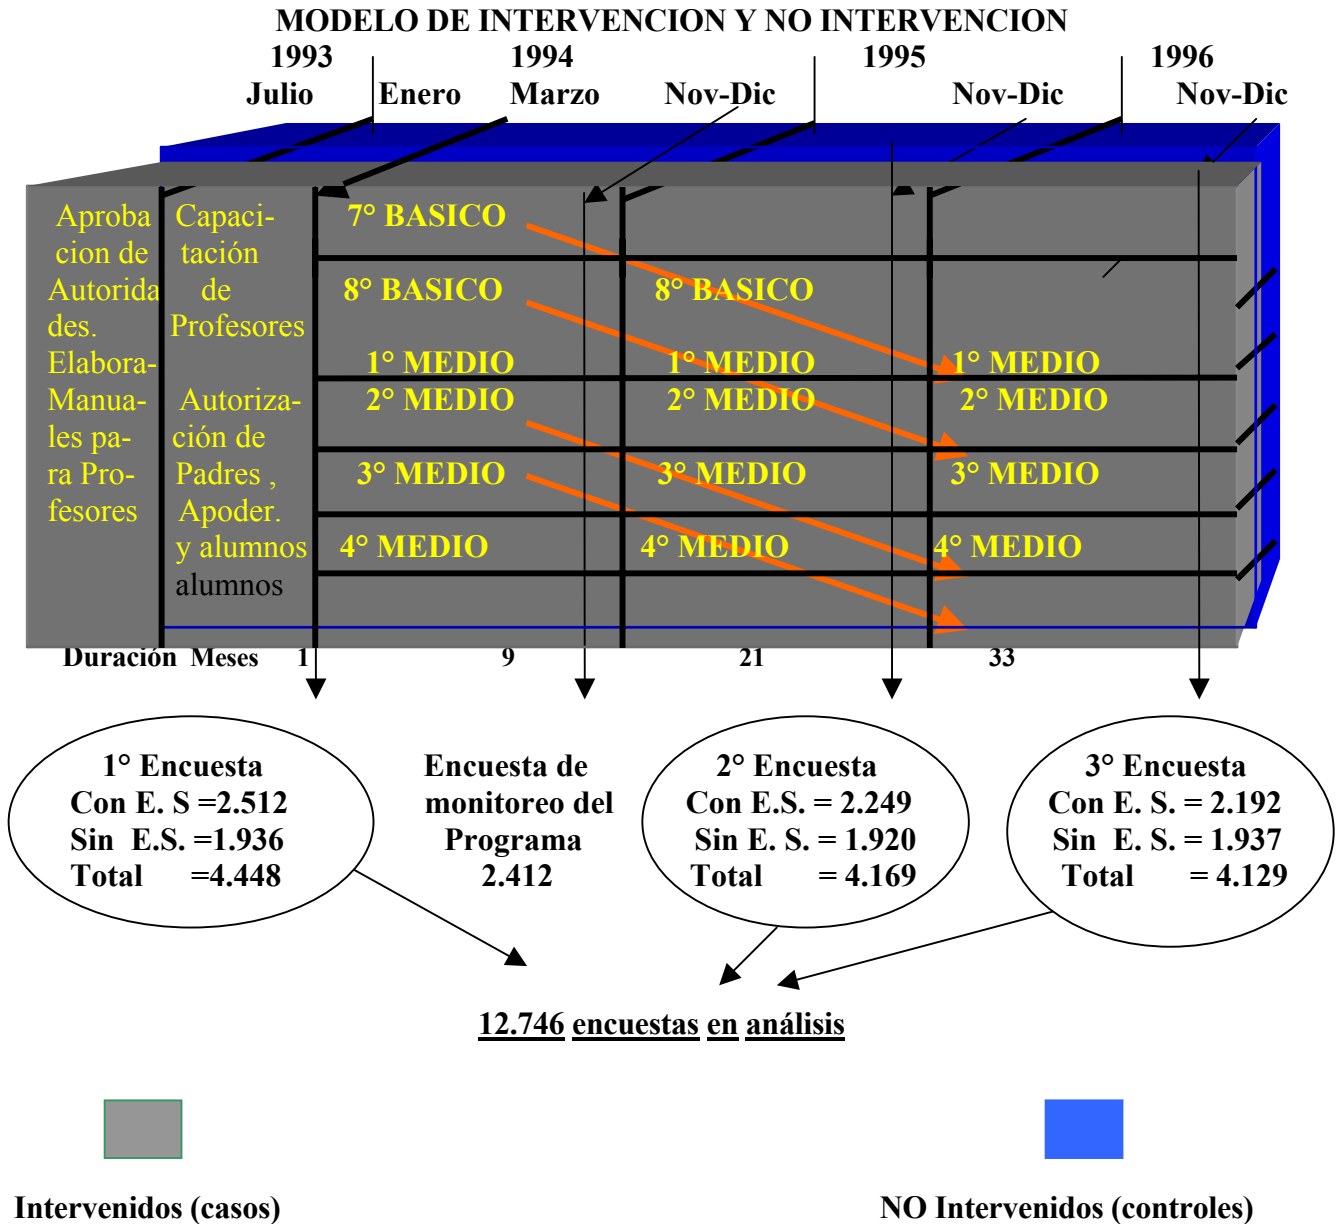 MODELO DE INTERVENCION Y NO INTERVENCION
1993 1994 1995 1996
Julio Enero Marzo Nov-Dic Nov-Dic Nov-Dic
Aproba
cion de
Autorida
des.
Elabora-
Manua-
les pa-
ra Pro-
fesores
Capaci-
tación
de
Profesores
Autoriza-
ción de
Padres ,
Apoder.
y alumnos
alumnos
7° BASICO
8° BASICO 8° BASICO
1° MEDIO 1° MEDIO 1° MEDIO
2° MEDIO 2° MEDIO 2° MEDIO
3° MEDIO 3° MEDIO 3° MEDIO
4° MEDIO 4° MEDIO 4° MEDIO
Duración Meses 1 9 21 33
1° Encuesta
Con E. S =2.512
Sin E.S. =1.936
Total =4.448
Encuesta de
monitoreo del
Programa
2.412
2° Encuesta
Con E.S. = 2.249
Sin E.S. = 1.920
Total = 4.169
3° Encuesta
Con E. S. = 2.192
Sin E. S. = 1.937
Total = 4.129
12.746 encuestas en análisis
Intervenidos (casos)
NO Intervenidos (controles)